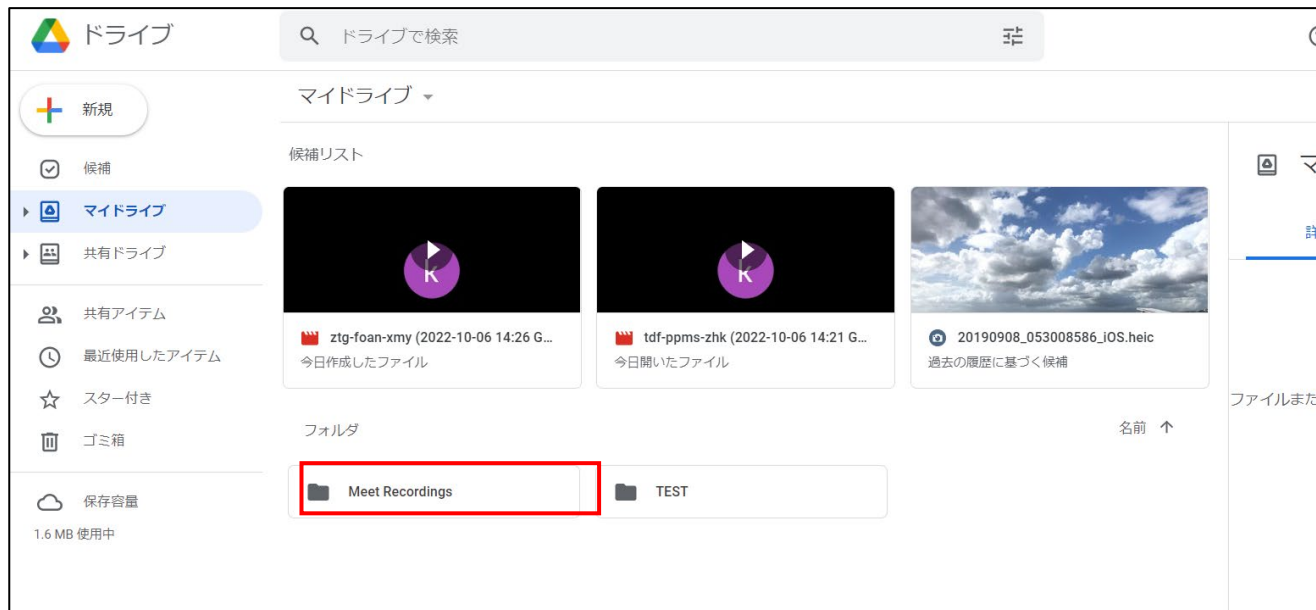 ドライブ
ドライブで検索
新規
候補
マイドライブ
共有ドライブ
共有アイテム
最近使用したアイテム
スター付き
ゴミ箱
保存容量
1.6 MB 使用中
マイドライブ
候補リスト
K
ztg-foan-xmy (2022-10-06 14:26 G...
今日作成したファイル
K
tdf-ppms-zhk (2022-10-06 14:21 G...
今日開いたファイル
20190908_053008586_iOS.heic
過去の履歴に基づく候補
フォルダ
名前
Meet Recordings
TEST
マ
詳
ファイルまた